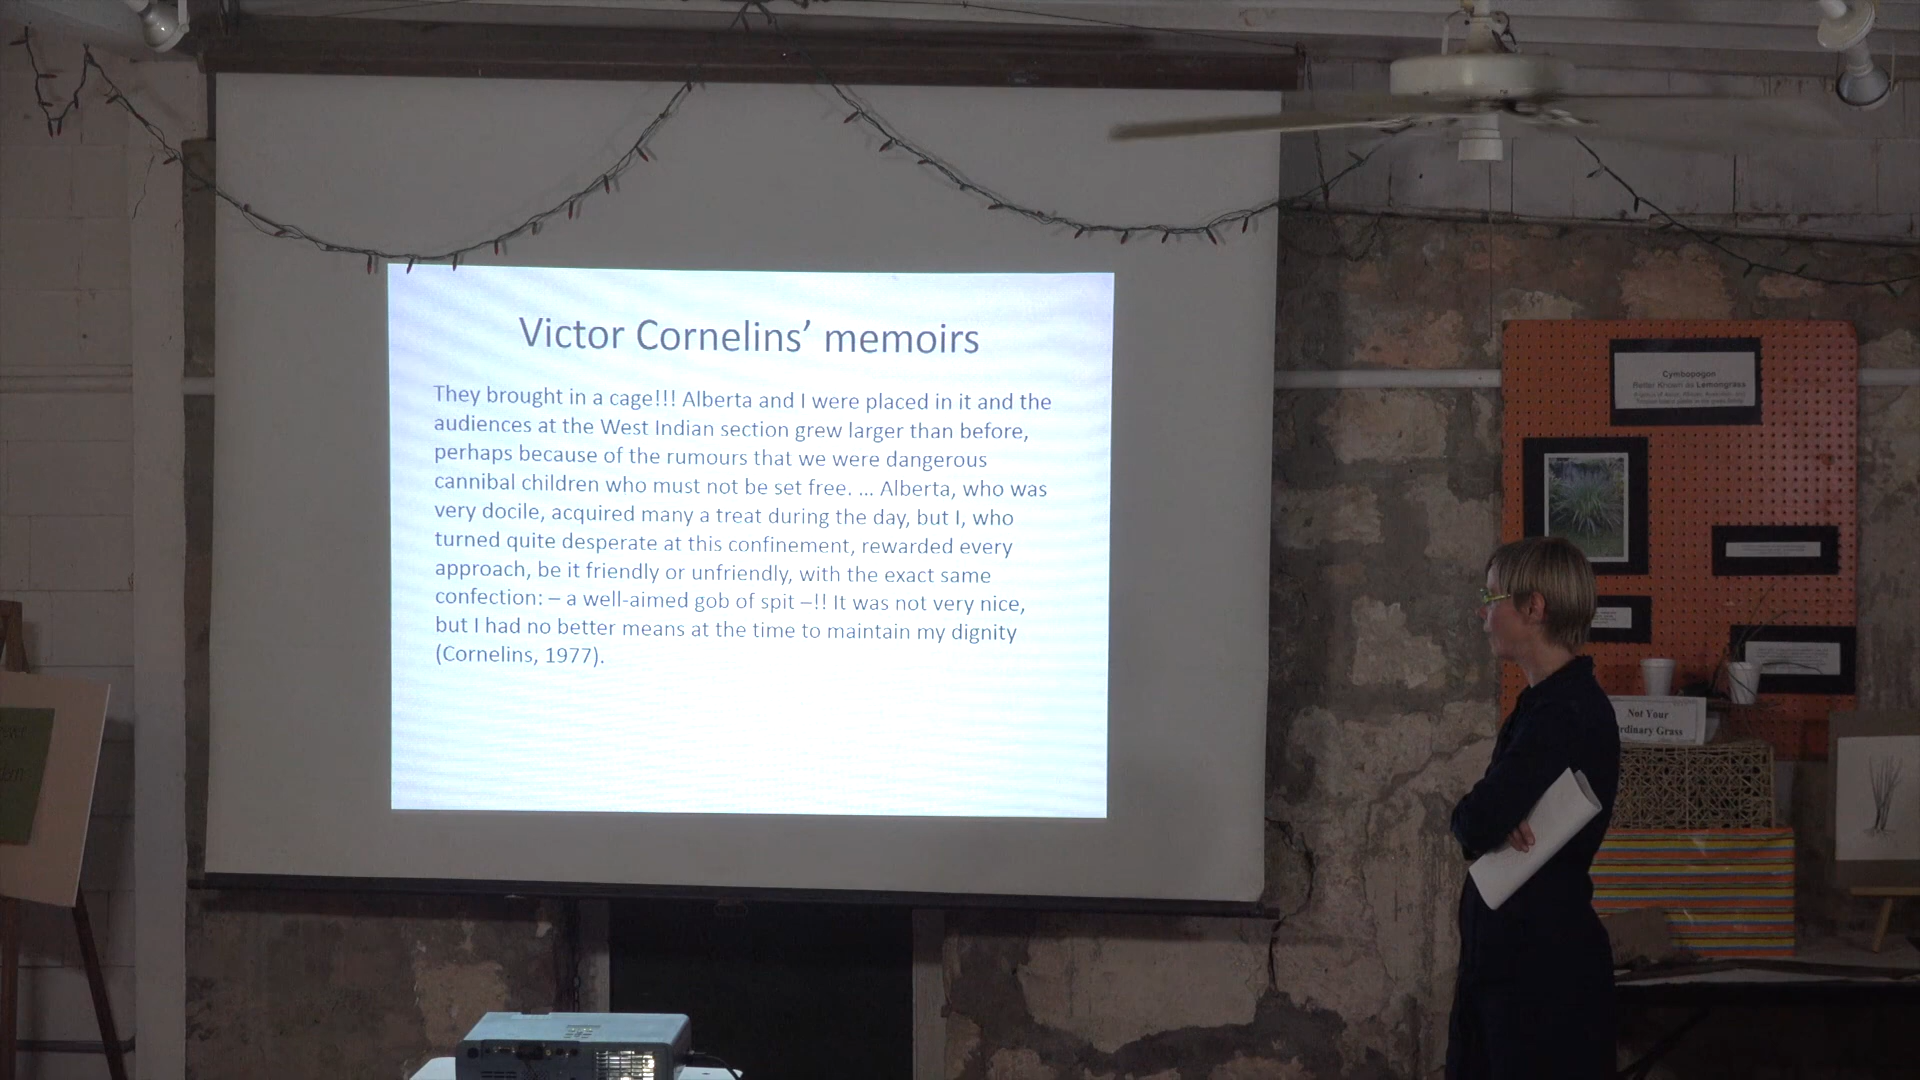 Victor Cornelins’ memoirs
They brought in a cage!!! Alberta and I were placed in it and the
audiences at the West Indian section grew larger than before,
perhaps because of the rumours that we were dangerous
cannibal children who must not be set free. ... Alberta, who was
very docile, acquired many a treat during the day, but I, who
turned quite desperate at this confinement, rewarded every
approach, be it friendly or unfriendly, with the exact same
confection: – a well-aimed gob of spit –!! It was not very nice,
but I had no better means at the time to maintain my dignity
(Cornelins, 1977).
Cymbopogon
Better Known as Lemongrass
Not Your
rdinary Grass